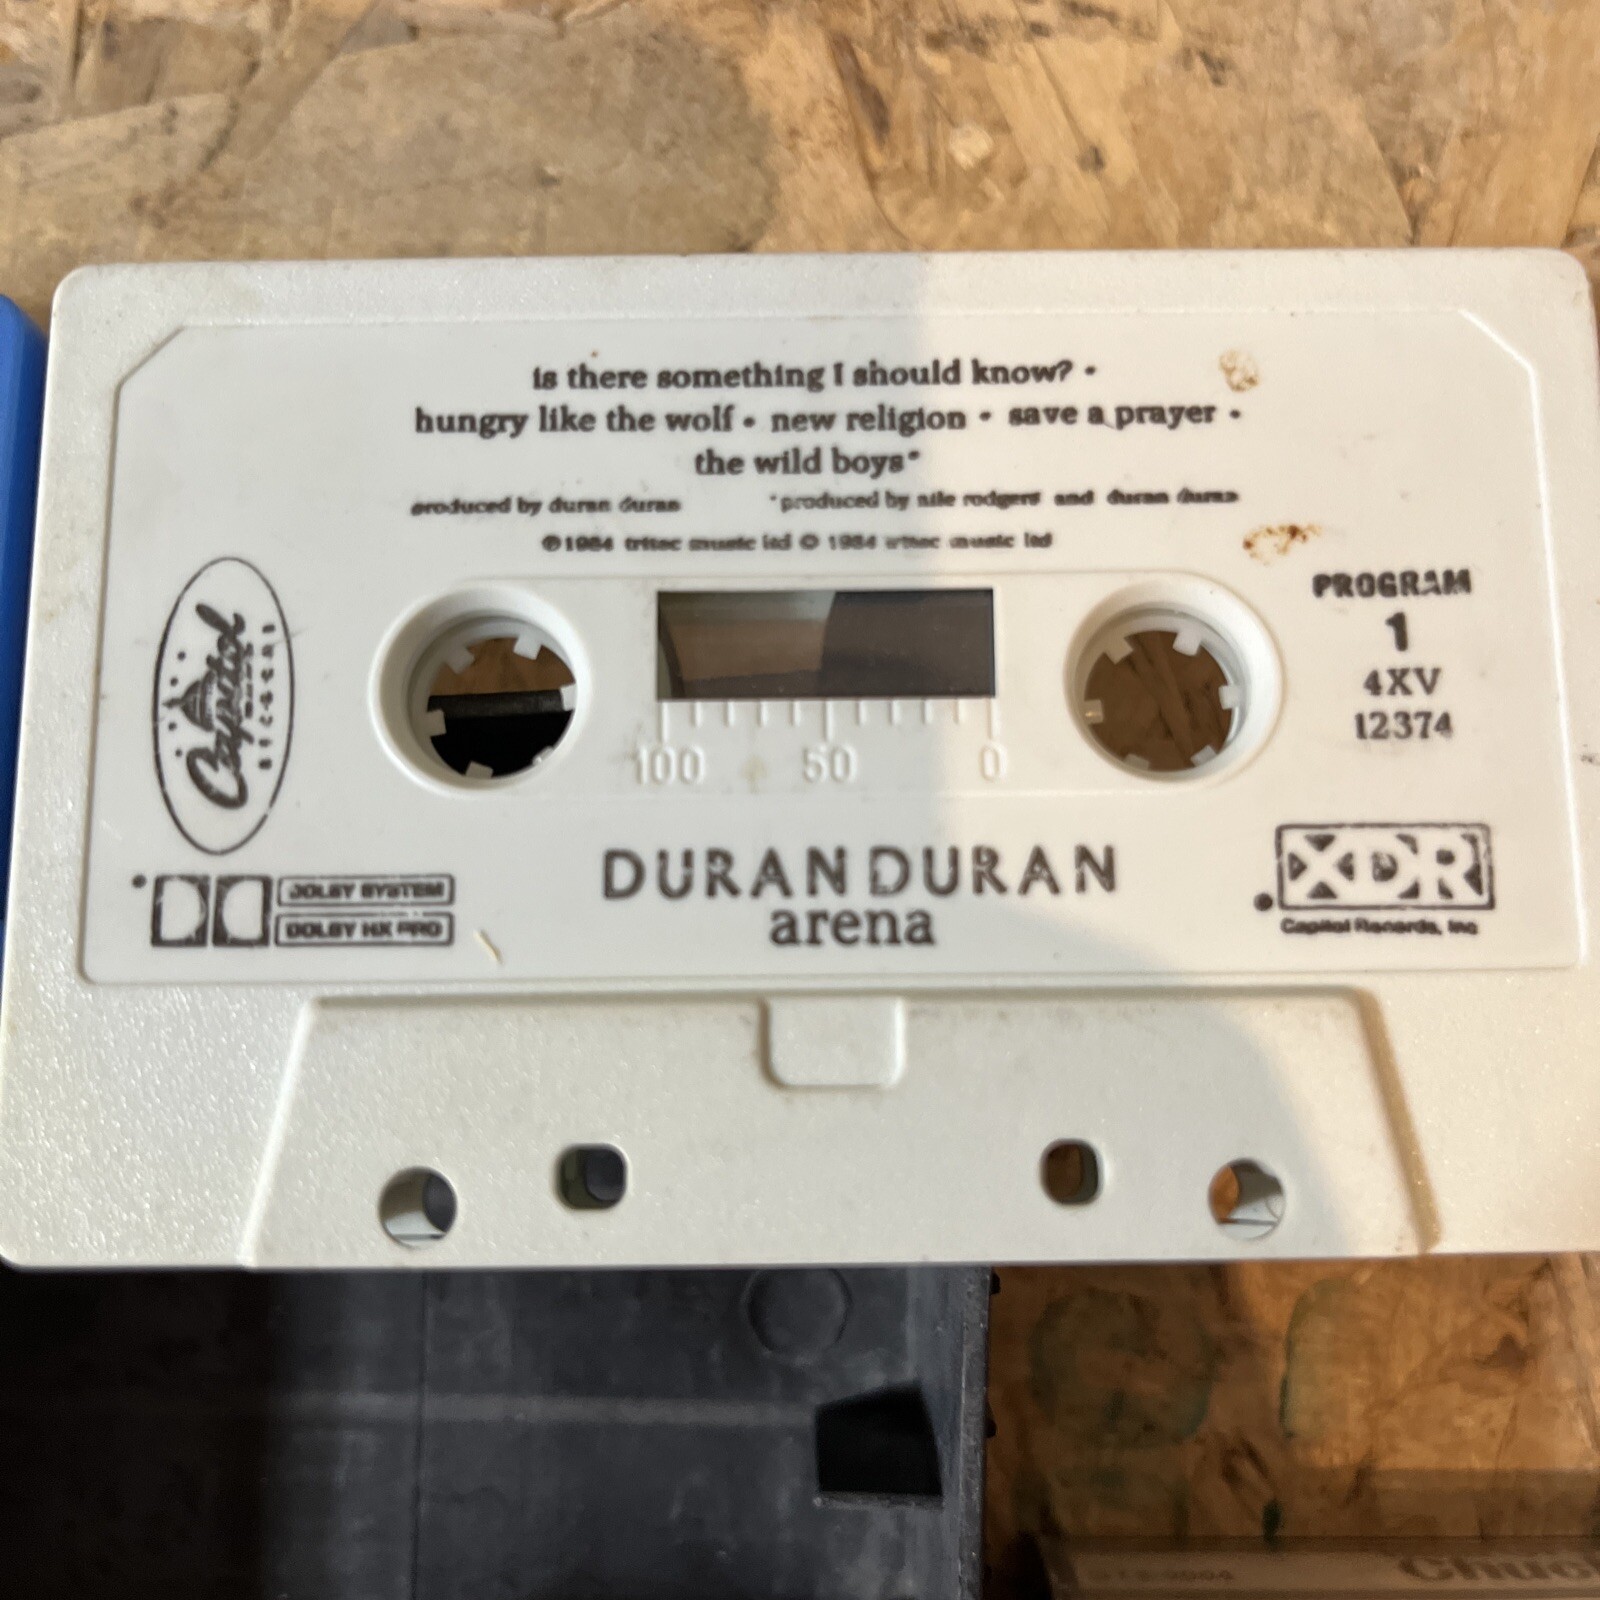 is there something I should know? •
hungry like the wolf • new religion • save a prayer •
the wild boys*
produced by duran duran *produced by nile rodgers and duran duran
℗1984 tritec music ltd © 1984 tritec music ltd
Capitol
RECORDS
PROGRAM
1
4XV
12374
100 50 0
DOLBY SYSTEM
DOLBY HX PRO
DURAN DURAN
arena
XDR
Capitol Records, Inc